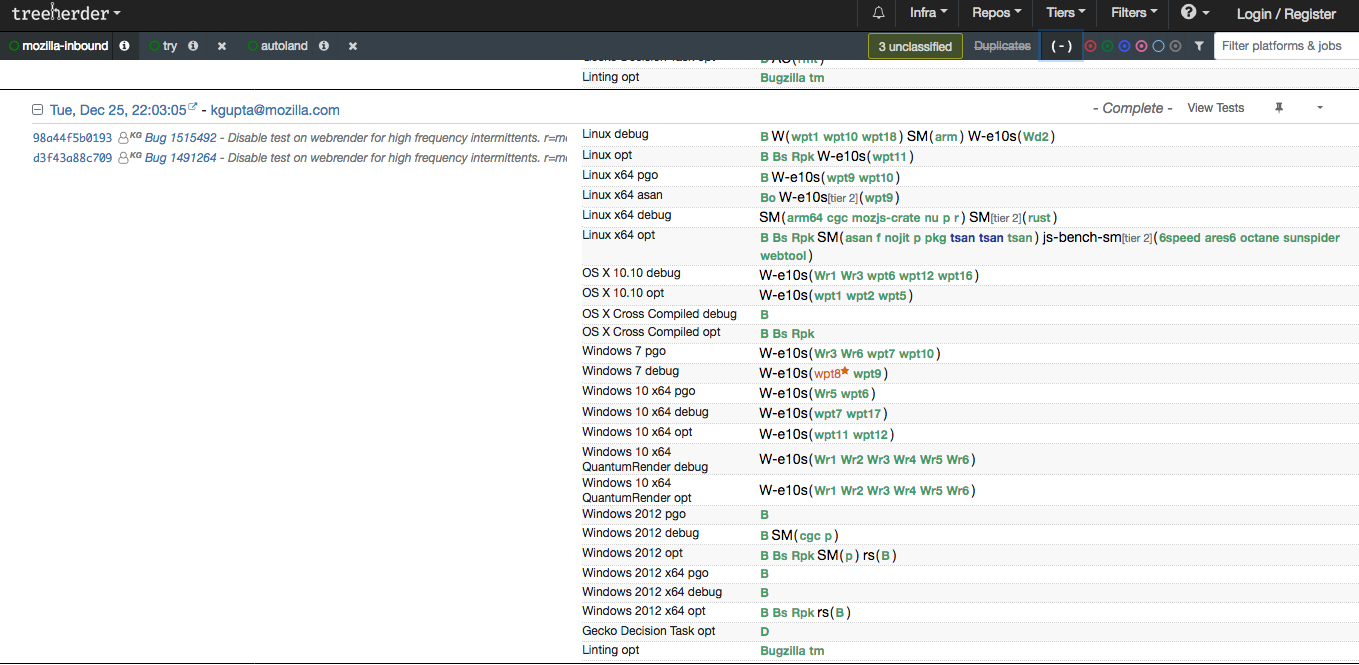 treeherder
Infra Repos Tiers Filters ? Login / Register
mozilla-inbound try autoland 3 unclassified Duplicates (-) Filter platforms & jobs
Gecko Decision Task opt D AS(fmt)
Linting opt Bugzilla tm
Tue, Dec 25, 22:03:05 - kgupta@mozilla.com - Complete - View Tests
98a44f5b0193 KG Bug 1515492 - Disable test on webrender for high frequency intermittents. r=m
d3f43a88c709 KG Bug 1491264 - Disable test on webrender for high frequency intermittents. r=m
Linux debug B W(wpt1 wpt10 wpt18) SM(arm) W-e10s(Wd2)
Linux opt B Bs Rpk W-e10s(wpt11)
Linux x64 pgo B W-e10s(wpt9 wpt10)
Linux x64 asan Bo W-e10s[tier 2](wpt9)
Linux x64 debug SM(arm64 cgc mozjs-crate nu p r) SM[tier 2](rust)
Linux x64 opt B Bs Rpk SM(asan f nojit p pkg tsan tsan tsan) js-bench-sm[tier 2](6speed ares6 octane sunspider
webtool)
OS X 10.10 debug W-e10s(Wr1 Wr3 wpt6 wpt12 wpt16)
OS X 10.10 opt W-e10s(wpt1 wpt2 wpt5)
OS X Cross Compiled debug B
OS X Cross Compiled opt B Bs Rpk
Windows 7 pgo W-e10s(Wr3 Wr6 wpt7 wpt10)
Windows 7 debug W-e10s(wpt8 wpt9)
Windows 10 x64 pgo W-e10s(Wr5 wpt6)
Windows 10 x64 debug W-e10s(wpt7 wpt17)
Windows 10 x64 opt W-e10s(wpt11 wpt12)
Windows 10 x64
QuantumRender debug W-e10s(Wr1 Wr2 Wr3 Wr4 Wr5 Wr6)
Windows 10 x64
QuantumRender opt W-e10s(Wr1 Wr2 Wr3 Wr4 Wr5 Wr6)
Windows 2012 pgo B
Windows 2012 debug B SM(cgc p)
Windows 2012 opt B Bs Rpk SM(p) rs(B)
Windows 2012 x64 pgo B
Windows 2012 x64 debug B
Windows 2012 x64 opt B Bs Rpk rs(B)
Gecko Decision Task opt D
Linting opt Bugzilla tm